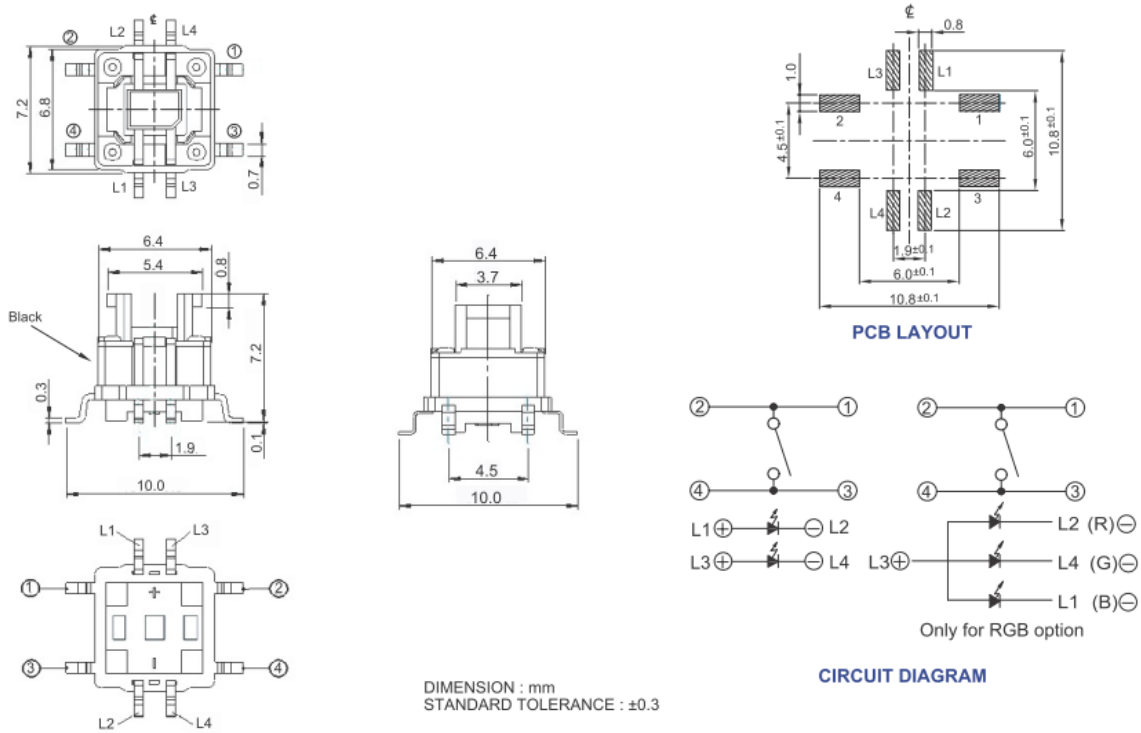 ℄
L2 L4
② ①
7.2
6.8
④ ③
L1 L3
0.7
6.4
5.4
0.8
Black
7.2
0.3
0.1
1.9
10.0
6.4
3.7
4.5
10.0
L1 L3
① ②
+
−
③ ④
L2 L4
DIMENSION : mm
STANDARD TOLERANCE : ±0.3
℄
0.8
L3 L1
1.0
2 1
4.5±0.1
6.0±0.1
10.8±0.1
4 3
L4 L2
1.9±0.1
6.0±0.1
10.8±0.1
PCB LAYOUT
② ①
④ ③
L1⊕ ⊖ L2
L3⊕ ⊖ L4
② ①
④ ③
L2 (R)⊖
L3⊕ L4 (G)⊖
L1 (B)⊖
Only for RGB option
CIRCUIT DIAGRAM